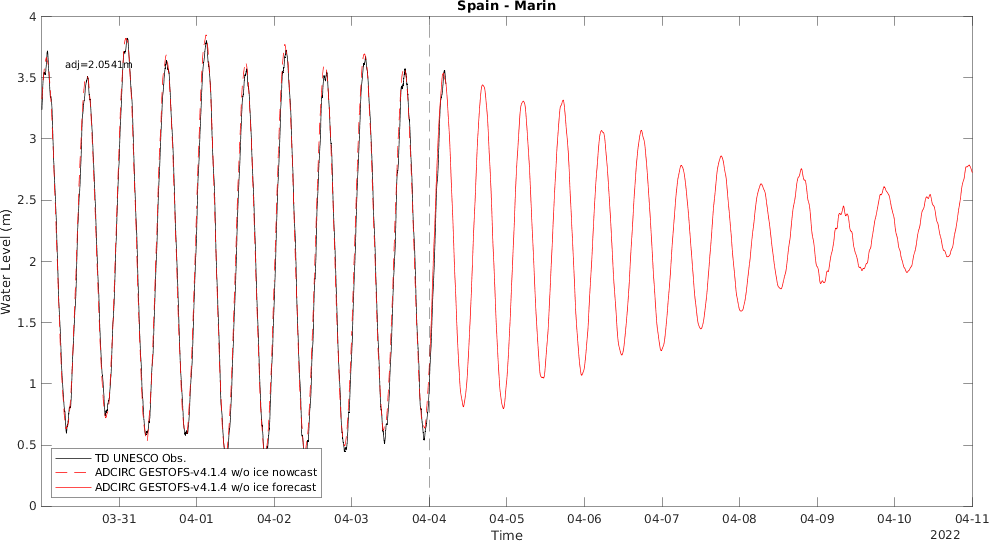 Spain - Marin
adj=2.0541m
4
3.5
3
2.5
2
1.5
1
0.5
0
Water Level (m)
TD UNESCO Obs.
ADCIRC GESTOFS-v4.1.4 w/o ice nowcast
ADCIRC GESTOFS-v4.1.4 w/o ice forecast
03-31 04-01 04-02 04-03 04-04 04-05 04-06 04-07 04-08 04-09 04-10 04-11
Time
2022